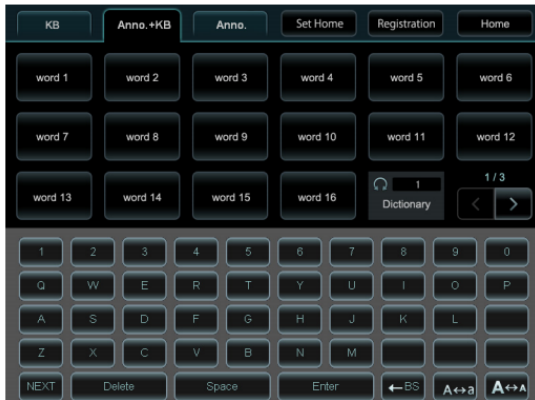 KB Anno.+KB Anno. Set Home Registration Home
word 1 word 2 word 3 word 4 word 5 word 6
word 7 word 8 word 9 word 10 word 11 word 12
word 13 word 14 word 15 word 16 1 Dictionary 1 / 3
1 2 3 4 5 6 7 8 9 0
Q W E R T Y U I O P
A S D F G H J K L
Z X C V B N M
NEXT Delete Space Enter ←BS A↔a A↔A